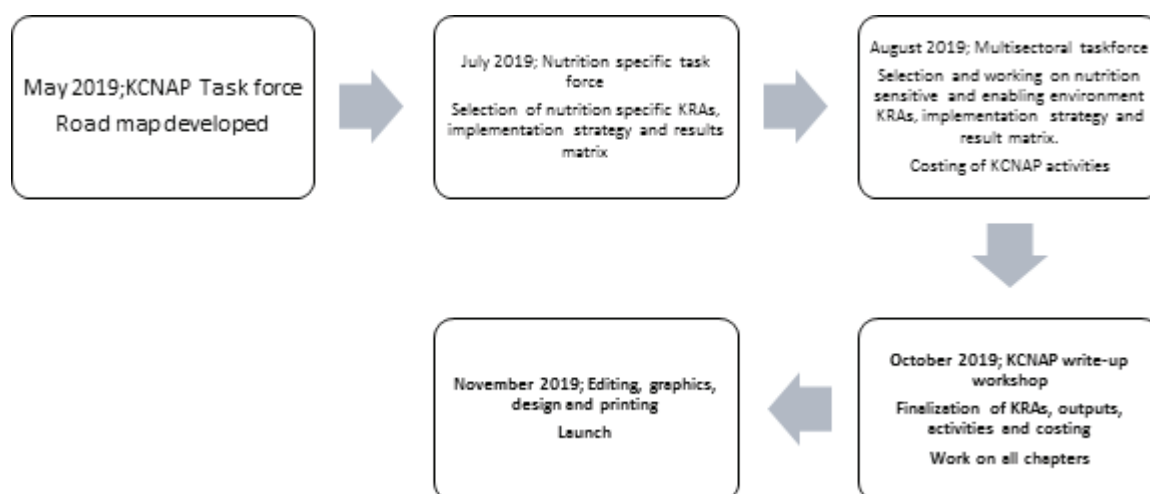 May 2019;KCNAP Task force
Road map developed
July 2019; Nutrition specific task
force
Selection of nutrition specific KRAs,
implementation strategy and results
matrix
August 2019; Multisectoral taskforce
Selection and working on nutrition
sensitive and enabling environment
KRAs, implementation strategy and
result matrix.
Costing of KCNAP activities
October 2019; KCNAP write-up
workshop
Finalization of KRAs, outputs,
activities and costing
Work on all chapters
November 2019; Editing, graphics,
design and printing
Launch